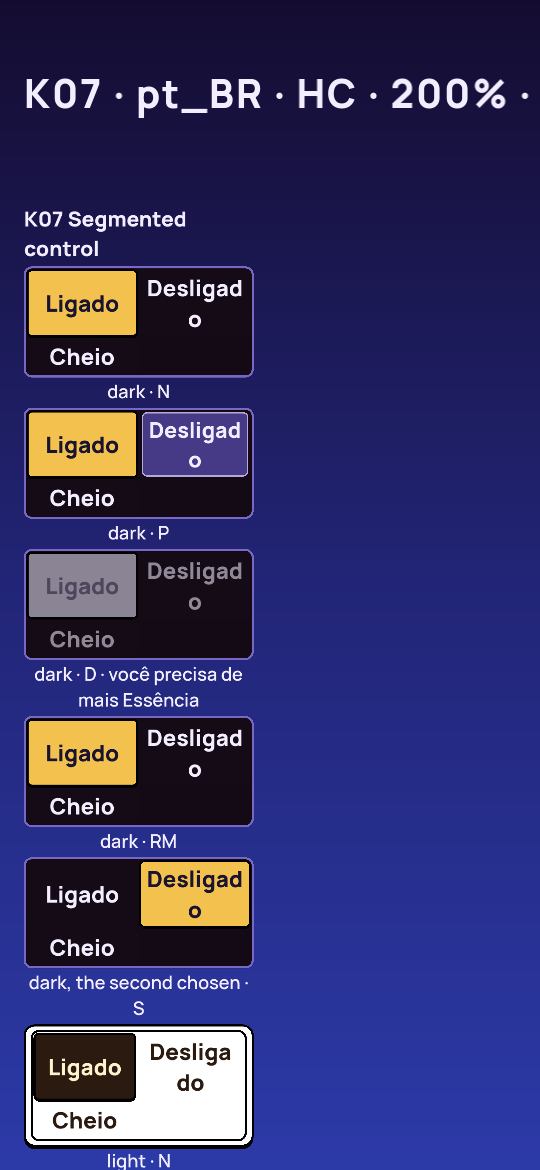 K07 · pt_BR · HC · 200% ·
K07 Segmented
control
Ligado
Desligad
o
Cheio
dark · N
Ligado
Desligad
o
Cheio
dark · P
Ligado
Desligad
o
Cheio
dark · D · você precisa de
mais Essência
Ligado
Desligad
o
Cheio
dark · RM
Ligado
Desligad
o
Cheio
dark, the second chosen ·
S
Ligado
Desliga
do
Cheio
light · N